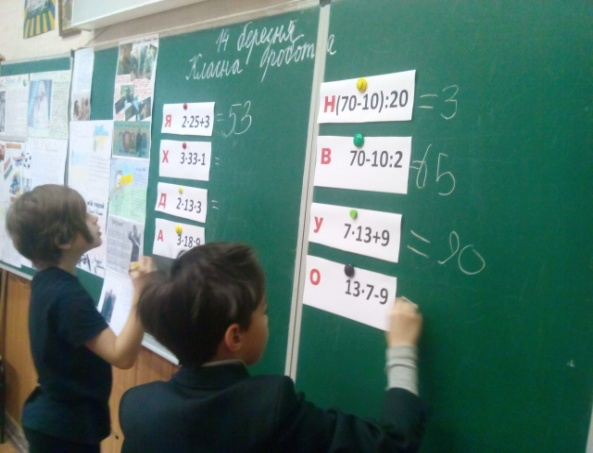 14 березня
Класна робота
Я 2·25+3 =53
Х 3·33-1 =
Д 2·13-3 =
А 3·18-9
Н (70-10):20 =3
В 70-10:2 =65
У 7·13+9 =
О 13·7-9